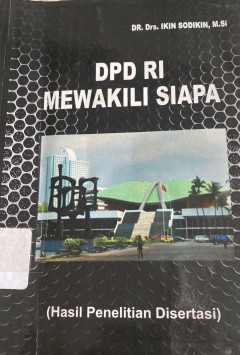 DR. Drs. IKIN SODIKIN, M.Si
DPD RI
MEWAKILI SIAPA
(Hasil Penelitian Disertasi)